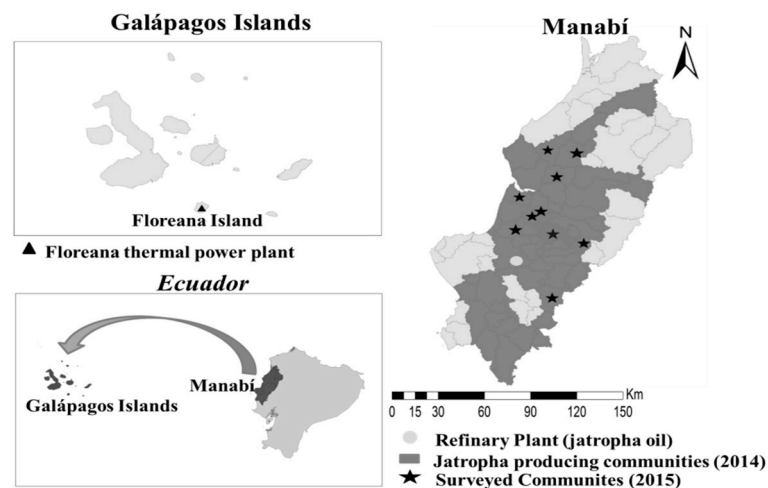 Galápagos Islands
Floreana Island
Floreana thermal power plant
Ecuador
Manabí
Galápagos Islands
Manabí
N
Km
0 15 30 60 90 120 150
Refinary Plant (jatropha oil)
Jatropha producing communities (2014)
Surveyed Communites (2015)